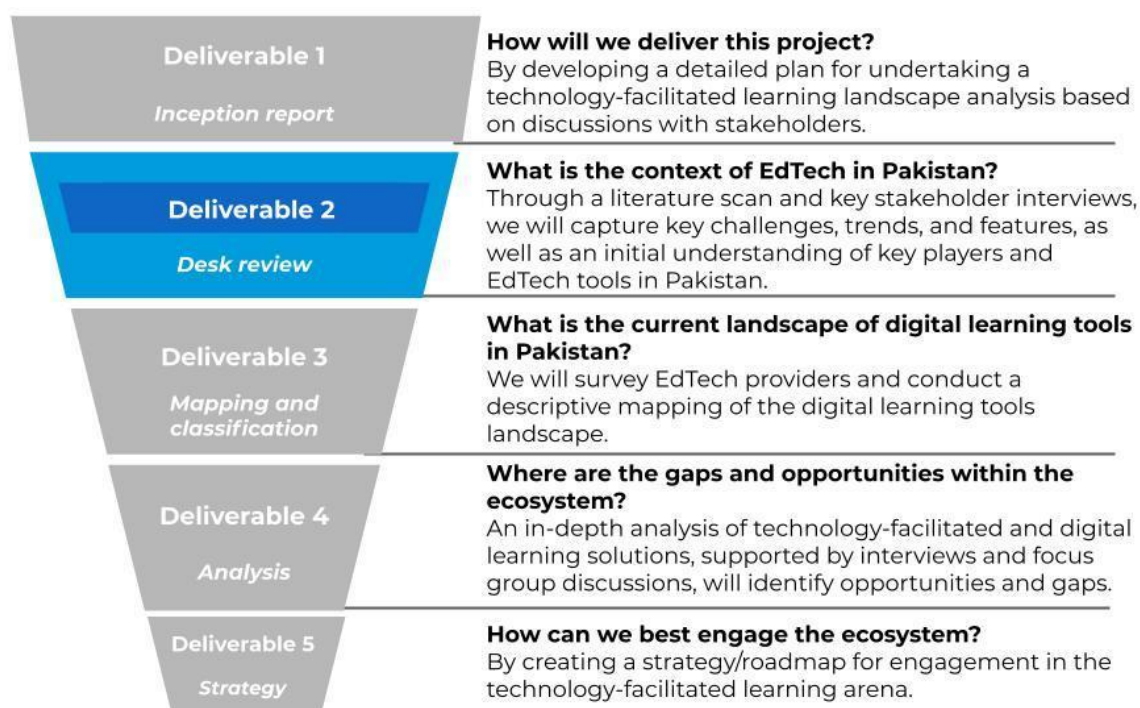 Deliverable 1
Inception report
How will we deliver this project?
By developing a detailed plan for undertaking a
technology-facilitated learning landscape analysis based
on discussions with stakeholders.
Deliverable 2
Desk review
What is the context of EdTech in Pakistan?
Through a literature scan and key stakeholder interviews,
we will capture key challenges, trends, and features, as
well as an initial understanding of key players and
EdTech tools in Pakistan.
Deliverable 3
Mapping and
classification
What is the current landscape of digital learning tools
in Pakistan?
We will survey EdTech providers and conduct a
descriptive mapping of the digital learning tools
landscape.
Deliverable 4
Analysis
Where are the gaps and opportunities within the
ecosystem?
An in-depth analysis of technology-facilitated and digital
learning solutions, supported by interviews and focus
group discussions, will identify opportunities and gaps.
Deliverable 5
Strategy
How can we best engage the ecosystem?
By creating a strategy/roadmap for engagement in the
technology-facilitated learning arena.